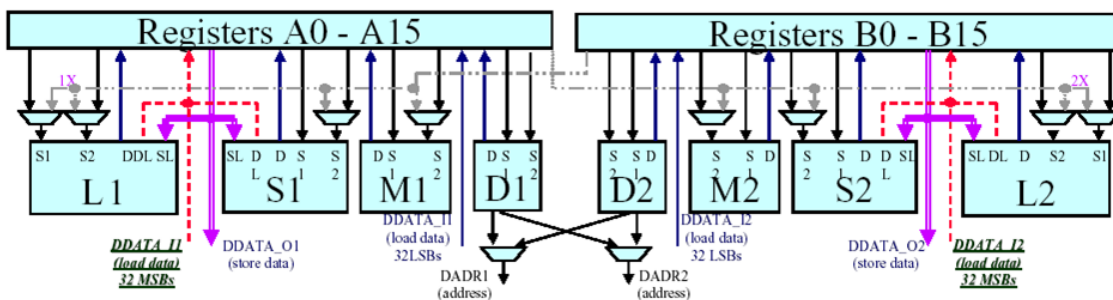 Registers A0 - A15
Registers B0 - B15
1X
2X
S1 S2 DDL SL
L1
SL D L D S 1 S 2
S1
D S 1 S 2
M1
D S 1 S 2
D1
S 2 S 1 D
D2
S 2 S 1 D
M2
S 2 S 1 D D L SL
S2
SL DL D S2 S1
L2
DDATA_I1
(load data)
32 MSBs
DDATA_O1
(store data)
DDATA_I1
(load data)
32LSBs
DADR1
(address)
DADR2
(address)
DDATA_I2
(load data)
32 LSBs
DDATA_O2
(store data)
DDATA_I2
(load data)
32 MSBs